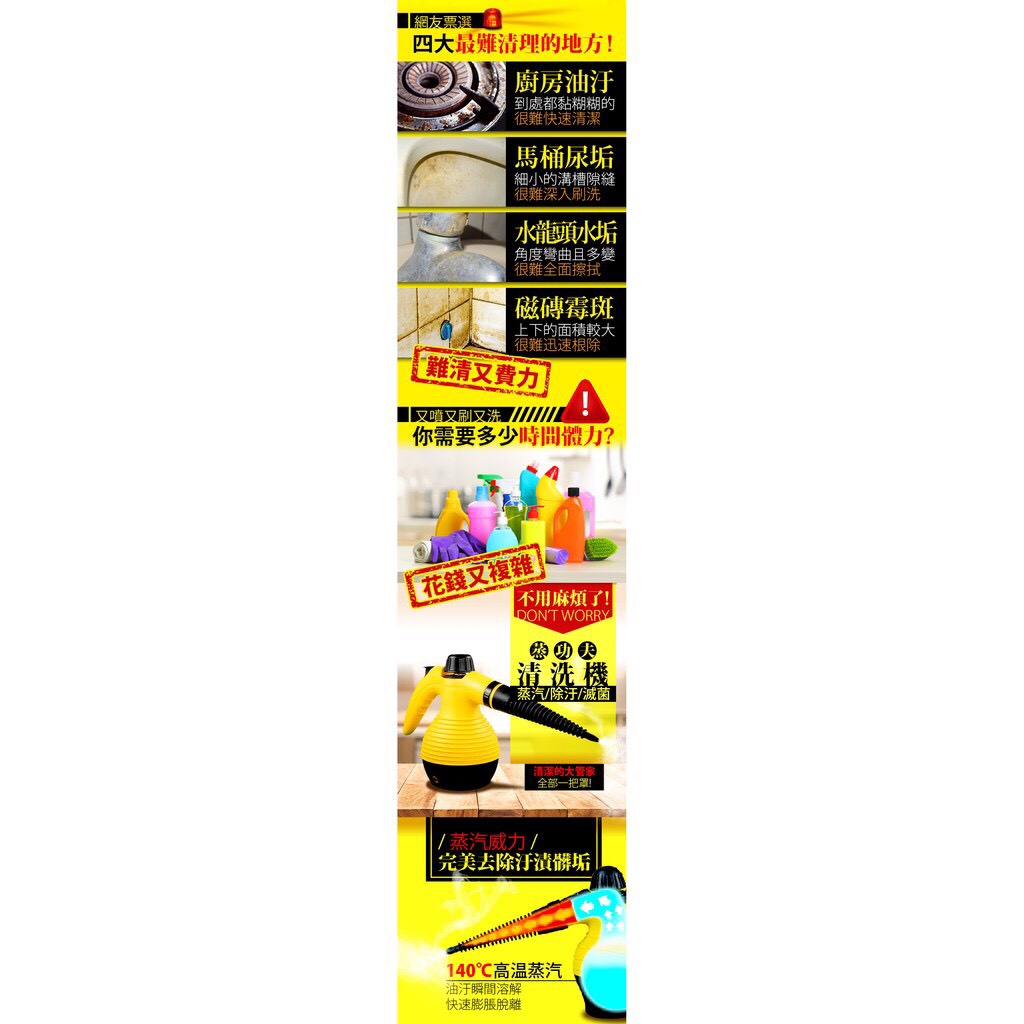 網友票選
四大最難清理的地方!
廚房油汙
到處都黏糊糊的
很難快速清潔
馬桶尿垢
細小的溝槽隙縫
很難深入刷洗
水龍頭水垢
角度彎曲且多變
很難全面擦拭
磁磚霉斑
上下的面積較大
很難迅速根除
難清又費力
!
又噴又刷又洗
你需要多少時間體力?
花錢又複雜
不用麻煩了!
DON'T WORRY
蒸功夫
清洗機
蒸汽/除汙/滅菌
清潔的大管家
全部一把罩!
/ 蒸汽威力 /
完美去除汙漬髒垢
140℃高溫蒸汽
油汙瞬間溶解
快速膨脹脫離